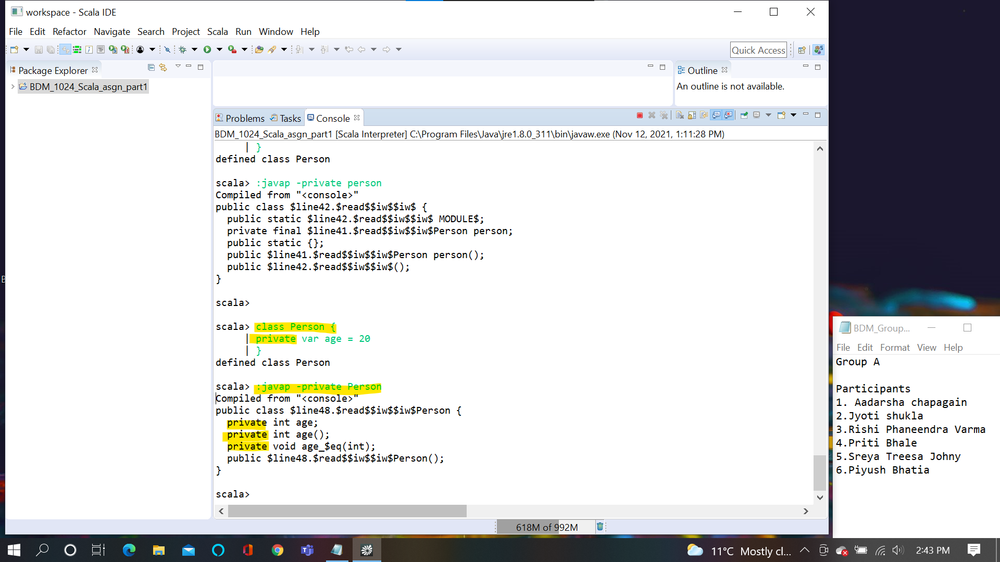 workspace - Scala IDE
File Edit Refactor Navigate Search Project Scala Run Window Help
Quick Access
Package Explorer
BDM_1024_Scala_asgn_part1
Outline
An outline is not available.
Problems Tasks Console
BDM_1024_Scala_asgn_part1 [Scala Interpreter] C:\Program Files\Java\jre1.8.0_311\bin\javaw.exe (Nov 12, 2021, 1:11:28 PM)
| }
defined class Person
scala> :javap -private person
Compiled from "<console>"
public class $line42.$read$$iw$$iw$ {
public static $line42.$read$$iw$$iw$ MODULE$;
private final $line41.$read$$iw$$iw$Person person;
public static {};
public $line41.$read$$iw$$iw$Person person();
public $line42.$read$$iw$$iw$();
}
scala>
scala> class Person {
| private var age = 20
| }
defined class Person
scala> :javap -private Person
Compiled from "<console>"
public class $line48.$read$$iw$$iw$Person {
private int age;
private int age();
private void age_$eq(int);
public $line48.$read$$iw$$iw$Person();
}
scala>
618M of 992M
B
BDM_Group...
File Edit Format View Help
Group A
Participants
1. Aadarsha chapagain
2.Jyoti shukla
3.Rishi Phaneendra Varma
4.Priti Bhale
5.Sreya Treesa Johny
6.Piyush Bhatia
11°C Mostly cl...
2:43 PM